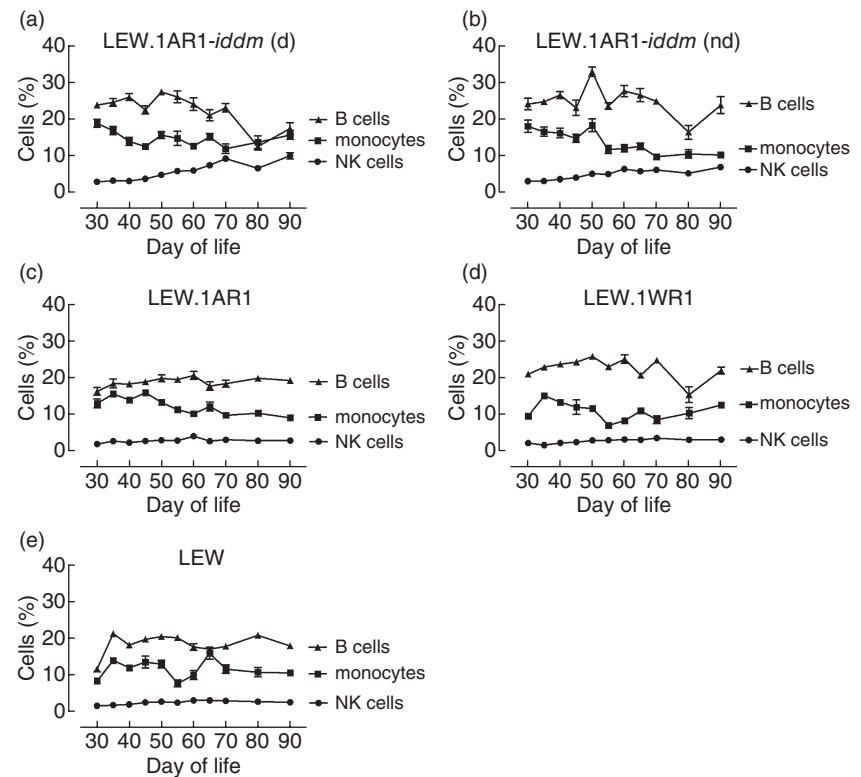 (a)
LEW.1AR1-iddm (d)
Cells (%)
40
30
20
10
0
B cells
monocytes
NK cells
30 40 50 60 70 80 90
Day of life
(b)
LEW.1AR1-iddm (nd)
Cells (%)
40
30
20
10
0
B cells
monocytes
NK cells
30 40 50 60 70 80 90
Day of life
(c)
LEW.1AR1
Cells (%)
40
30
20
10
0
B cells
monocytes
NK cells
30 40 50 60 70 80 90
Day of life
(d)
LEW.1WR1
Cells (%)
40
30
20
10
0
B cells
monocytes
NK cells
30 40 50 60 70 80 90
Day of life
(e)
LEW
Cells (%)
40
30
20
10
0
B cells
monocytes
NK cells
30 40 50 60 70 80 90
Day of life